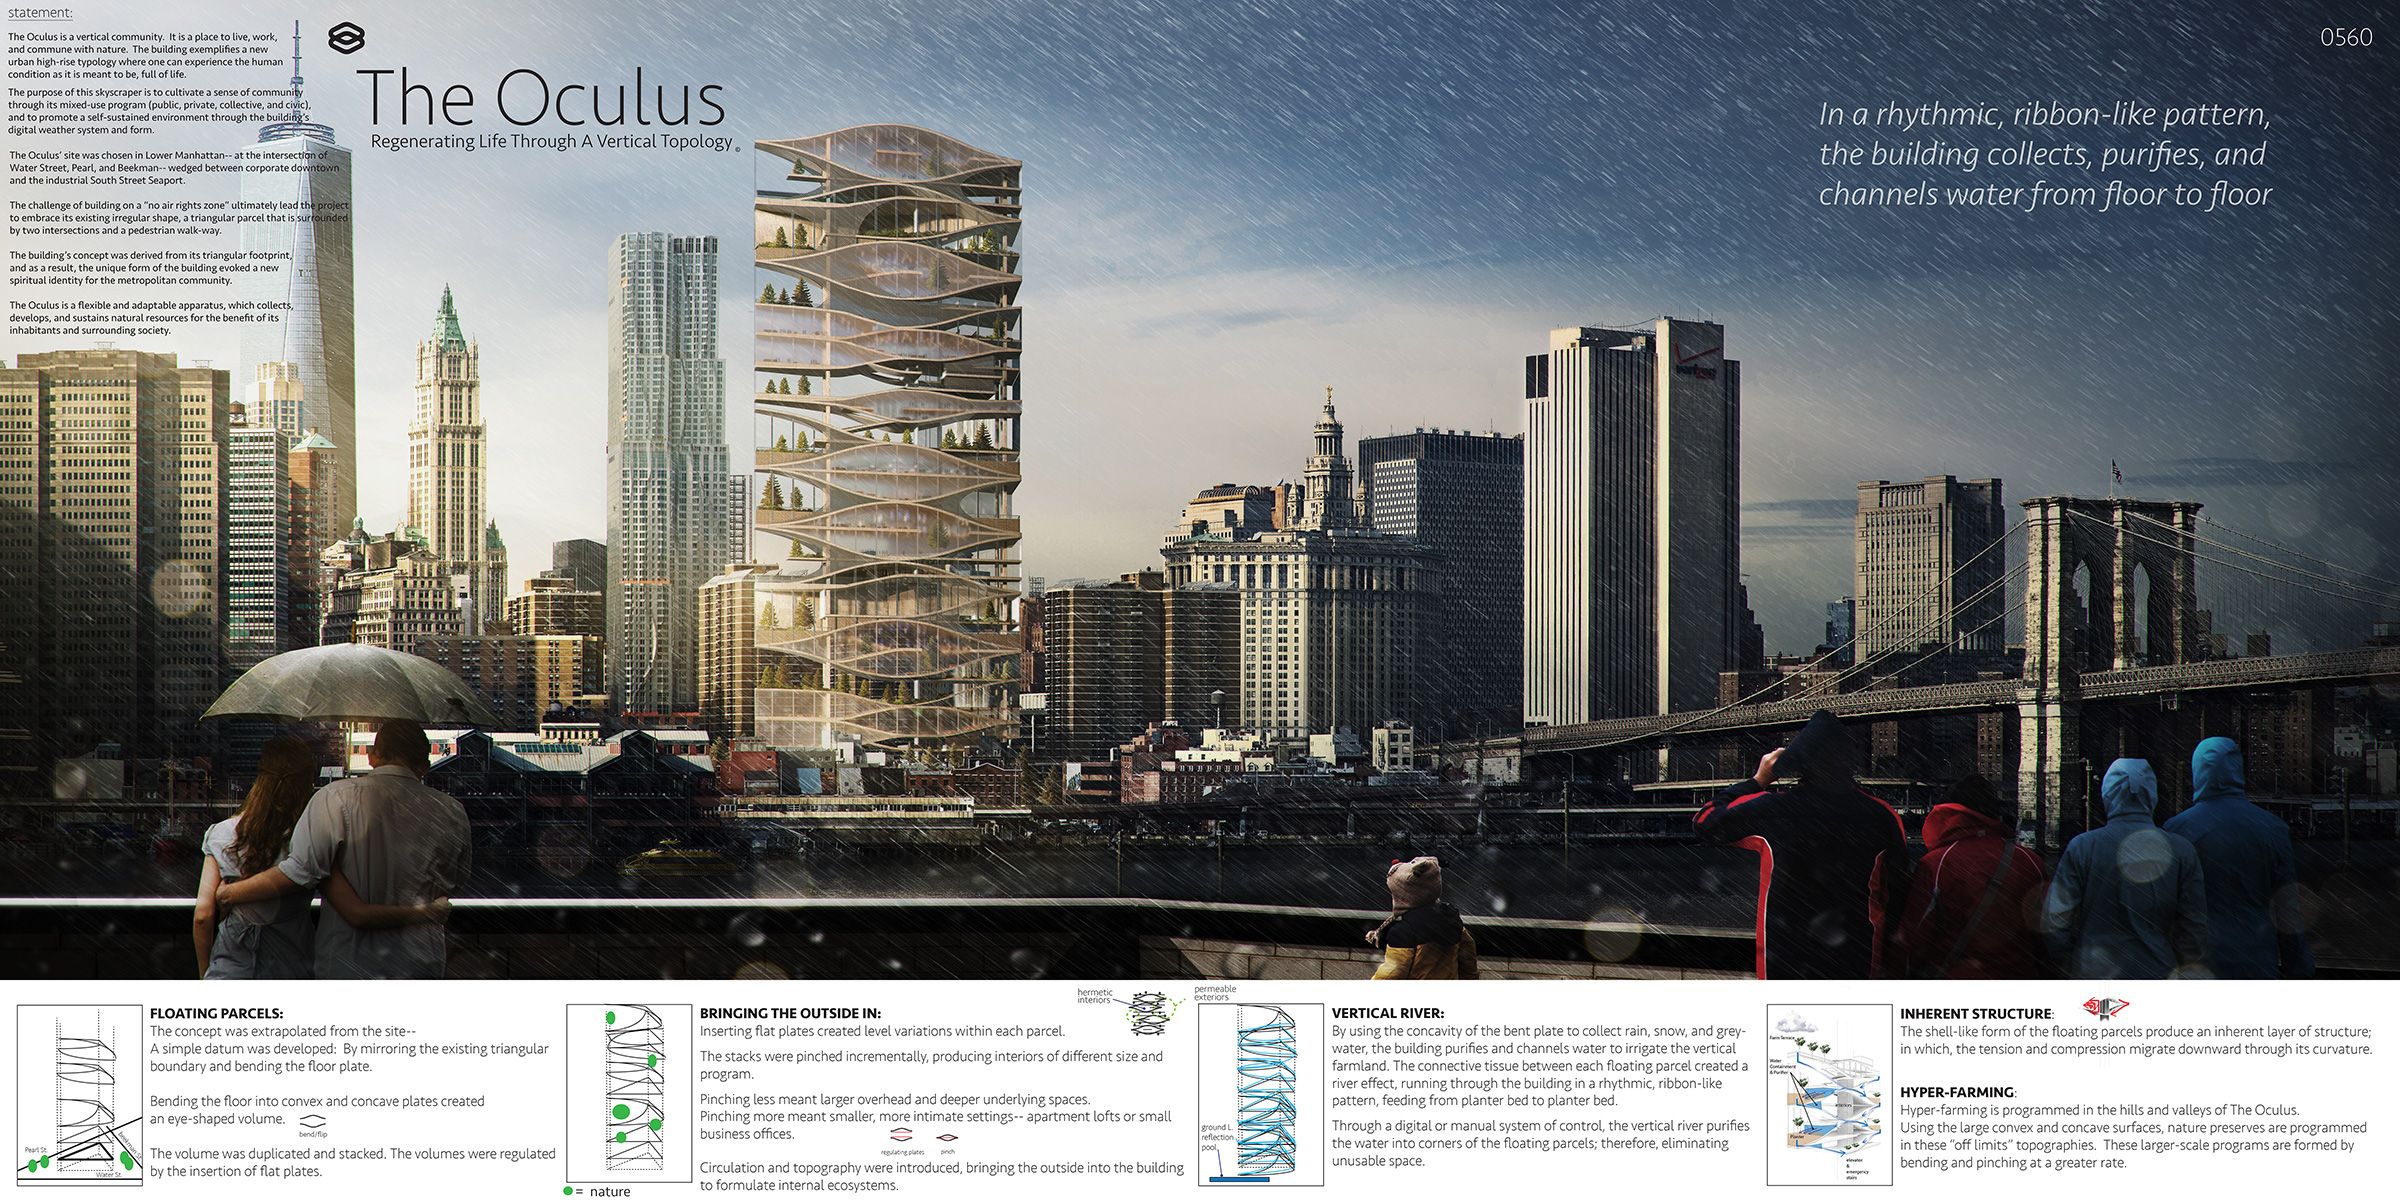 statement:
The Oculus is a vertical community. It is a place to live, work,
and commune with nature. The building exemplifies a new
urban high-rise typology where one can experience the human
condition as it is meant to be, full of life.
The purpose of this skyscraper is to cultivate a sense of community
through its mixed-use program (public, private, collective, and civic),
and to promote a self-sustained environment through the building's
digital weather system and form.
The Oculus' site was chosen in Lower Manhattan-- at the intersection of
Water Street, Pearl, and Beekman-- wedged between corporate downtown
and the industrial South Street Seaport.
The challenge of building on a "no air rights zone" ultimately lead the project
to embrace its existing irregular shape, a triangular parcel that is surrounded
by two intersections and a pedestrian walk-way.
The building's concept was derived from its triangular footprint,
and as a result, the unique form of the building evoked a new
spiritual identity for the metropolitan community.
The Oculus is a flexible and adaptable apparatus, which collects,
develops, and sustains natural resources for the benefit of its
inhabitants and surrounding society.
The Oculus
Regenerating Life Through A Vertical Topology ©
0560
In a rhythmic, ribbon-like pattern,
the building collects, purifies, and
channels water from floor to floor
verizon
Pearl St.
Beekman St.
Water St.
FLOATING PARCELS:
The concept was extrapolated from the site--
A simple datum was developed: By mirroring the existing triangular
boundary and bending the floor plate.
Bending the floor into convex and concave plates created
an eye-shaped volume.
bend/flip
The volume was duplicated and stacked. The volumes were regulated
by the insertion of flat plates.
= nature
BRINGING THE OUTSIDE IN:
Inserting flat plates created level variations within each parcel.
The stacks were pinched incrementally, producing interiors of different size and
program.
Pinching less meant larger overhead and deeper underlying spaces.
Pinching more meant smaller, more intimate settings-- apartment lofts or small
business offices.
regulating plates
pinch
Circulation and topography were introduced, bringing the outside into the building
to formulate internal ecosystems.
hermetic
interiors
permeable
exteriors
ground L.
reflection
pool
VERTICAL RIVER:
By using the concavity of the bent plate to collect rain, snow, and grey-
water, the building purifies and channels water to irrigate the vertical
farmland. The connective tissue between each floating parcel created a
river effect, running through the building in a rhythmic, ribbon-like
pattern, feeding from planter bed to planter bed.
Through a digital or manual system of control, the vertical river purifies
the water into corners of the floating parcels; therefore, eliminating
unusable space.
Farm Terrace
Water
Containment
& Purifier
interiors
Planter
elevator
&
emergency
stairs
INHERENT STRUCTURE:
The shell-like form of the floating parcels produce an inherent layer of structure;
in which, the tension and compression migrate downward through its curvature.
HYPER-FARMING:
Hyper-farming is programmed in the hills and valleys of The Oculus.
Using the large convex and concave surfaces, nature preserves are programmed
in these "off limits" topographies. These larger-scale programs are formed by
bending and pinching at a greater rate.